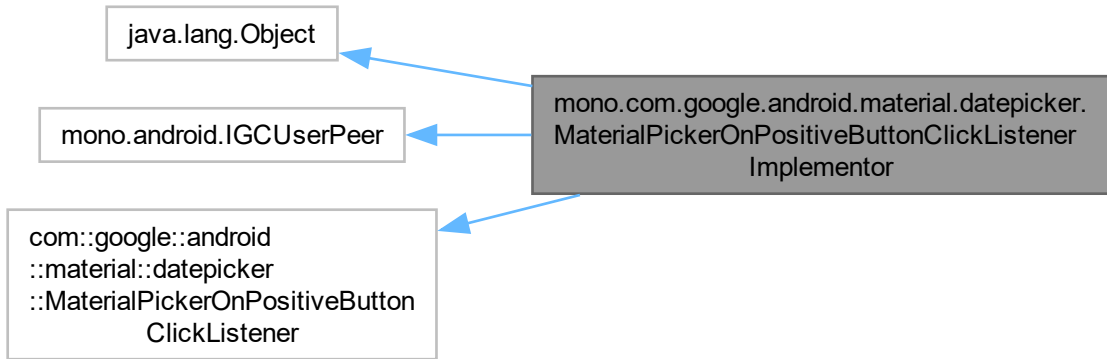 java.lang.Object
mono.android.IGCUserPeer
com::google::android
::material::datepicker
::MaterialPickerOnPositiveButton
ClickListener
mono.com.google.android.material.datepicker.
MaterialPickerOnPositiveButtonClickListener
Implementor